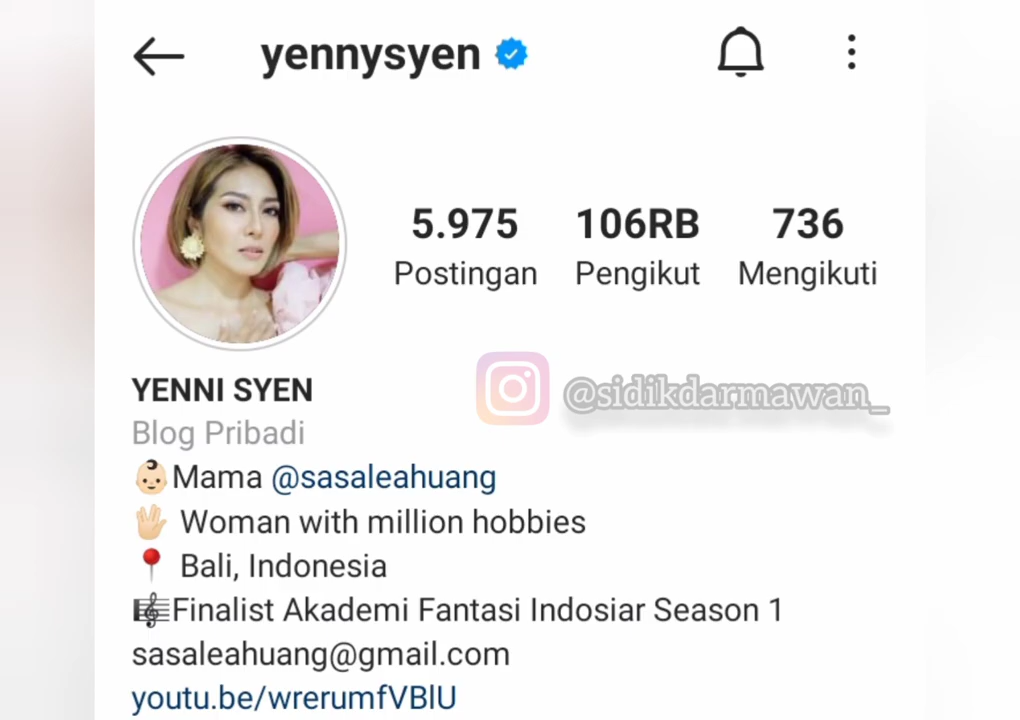 yennysyen
5.975 106RB 736
Postingan Pengikut Mengikuti
YENNI SYEN
@sidikdarmawan_
Blog Pribadi
Mama @sasaleahuang
Woman with million hobbies
Bali, Indonesia
Finalist Akademi Fantasi Indosiar Season 1
sasaleahuang@gmail.com
youtu.be/wrerumfVBlU